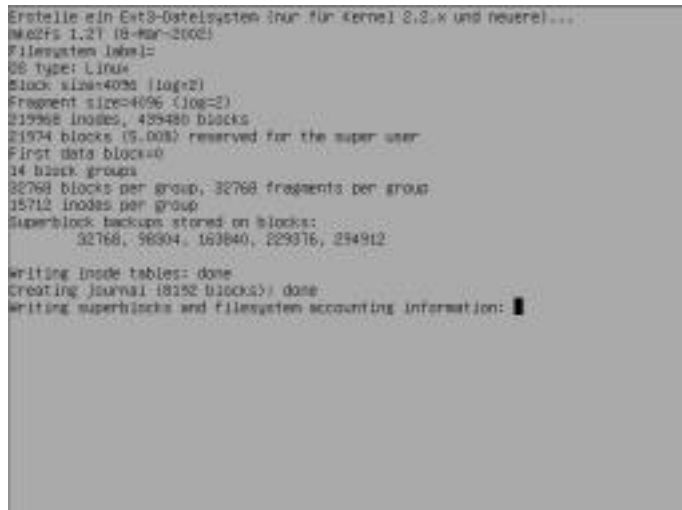 Erstelle ein Ext3-Dateisystem (nur für Kernel 2.2.x und neuere)...
mke2fs 1.27 (8-Mar-2002)
Filesystem label=
OS type: Linux
Block size=4096 (log=2)
Fragment size=4096 (log=2)
219968 inodes, 439480 blocks
21974 blocks (5.00%) reserved for the super user
First data block=0
14 block groups
32768 blocks per group, 32768 fragments per group
15712 inodes per group
Superblock backups stored on blocks:
32768, 98304, 163840, 229376, 294912
Writing inode tables: done
Creating journal (8192 blocks): done
Writing superblocks and filesystem accounting information: